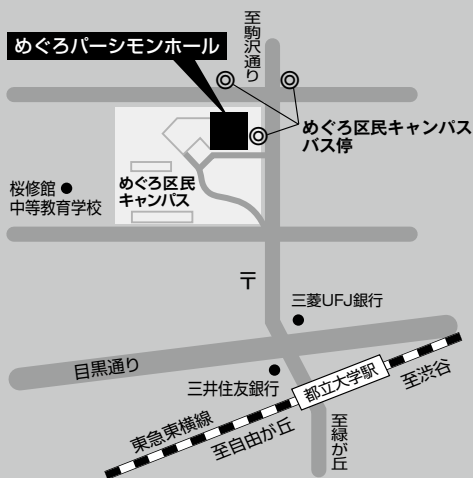 至駒沢通り
めぐろパーシモンホール
めぐろ区民キャンパス
バス停
桜修館
中等教育学校
めぐろ区民
キャンパス
〒
三菱UFJ銀行
目黒通り
三井住友銀行
都立大学駅
至渋谷
東急東横線
至自由が丘
至緑が丘